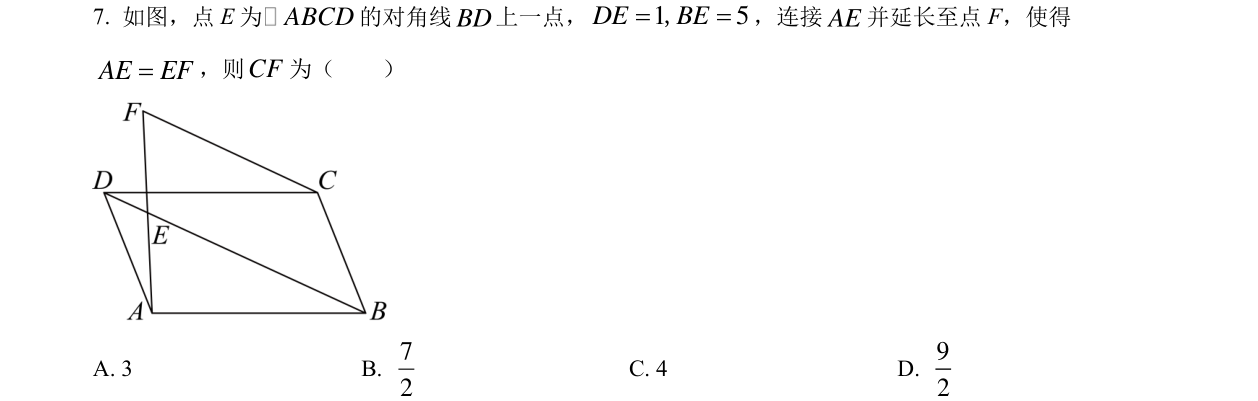 7. 如图，点 E 为▯ ABCD 的对角线 BD 上一点， DE = 1, BE = 5 ，连接 AE 并延长至点 F，使得
AE = EF ，则 CF 为（　　）
F
D
C
E
A
B
A. 3 B. 7/2 C. 4 D. 9/2